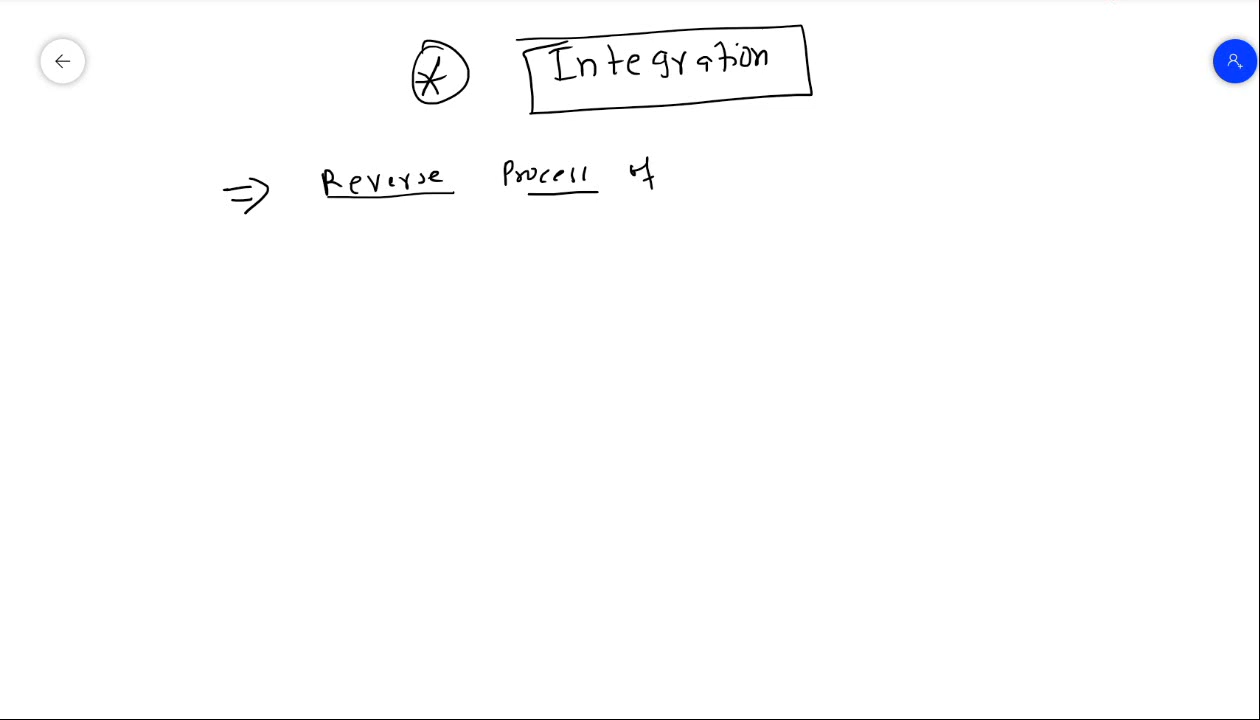 * Integration
⇒ Reverse Process of